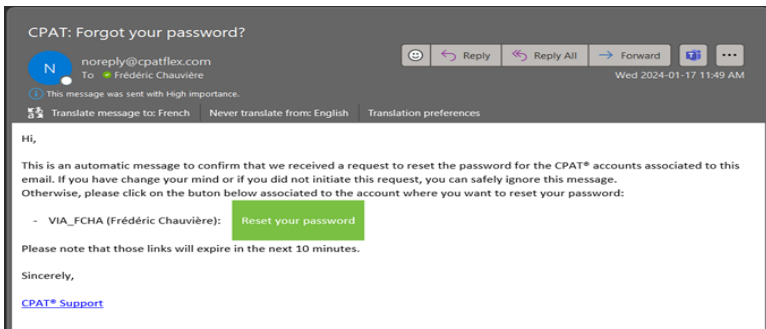 CPAT: Forgot your password?
noreply@cpatflex.com
N
To Frédéric Chauvière
Reply
Reply All
Forward
Wed 2024-01-17 11:49 AM
This message was sent with High importance.
Translate message to: French
Never translate from: English
Translation preferences
Hi,
This is an automatic message to confirm that we received a request to reset the password for the CPAT® accounts associated to this
email. If you have change your mind or if you did not initiate this request, you can safely ignore this message.
Otherwise, please click on the buton below associated to the account where you want to reset your password:
- VIA_FCHA (Frédéric Chauvière): Reset your password
Please note that those links will expire in the next 10 minutes.
Sincerely,
CPAT® Support